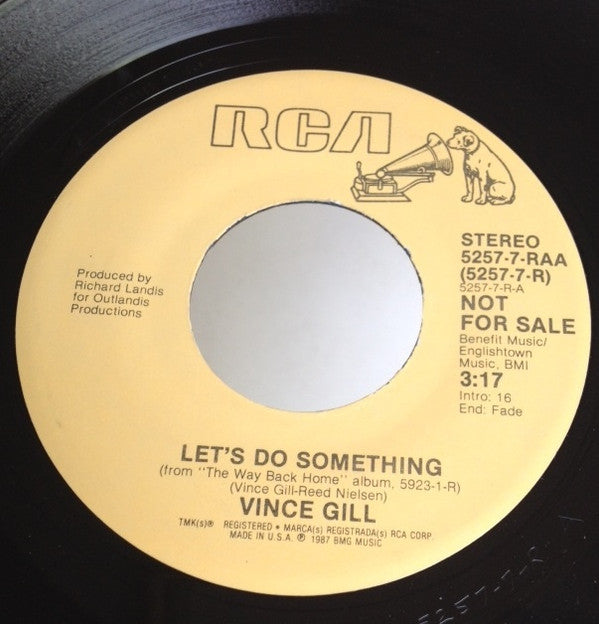 RCA
STEREO
5257-7-RAA
(5257-7-R)
5257-7-R-A
NOT
FOR SALE
Benefit Music/
Englishtown
Music, BMI
3:17
Intro: 16
End: Fade
Produced by
Richard Landis
for Outlandis
Productions
LET'S DO SOMETHING
(from "The Way Back Home" album, 5923-1-R)
(Vince Gill-Reed Nielsen)
VINCE GILL
TMK(s)® REGISTERED • MARCA(s) REGISTRADA(s) RCA CORP.
MADE IN U.S.A. ℗ 1987 BMG MUSIC
5257-7-R